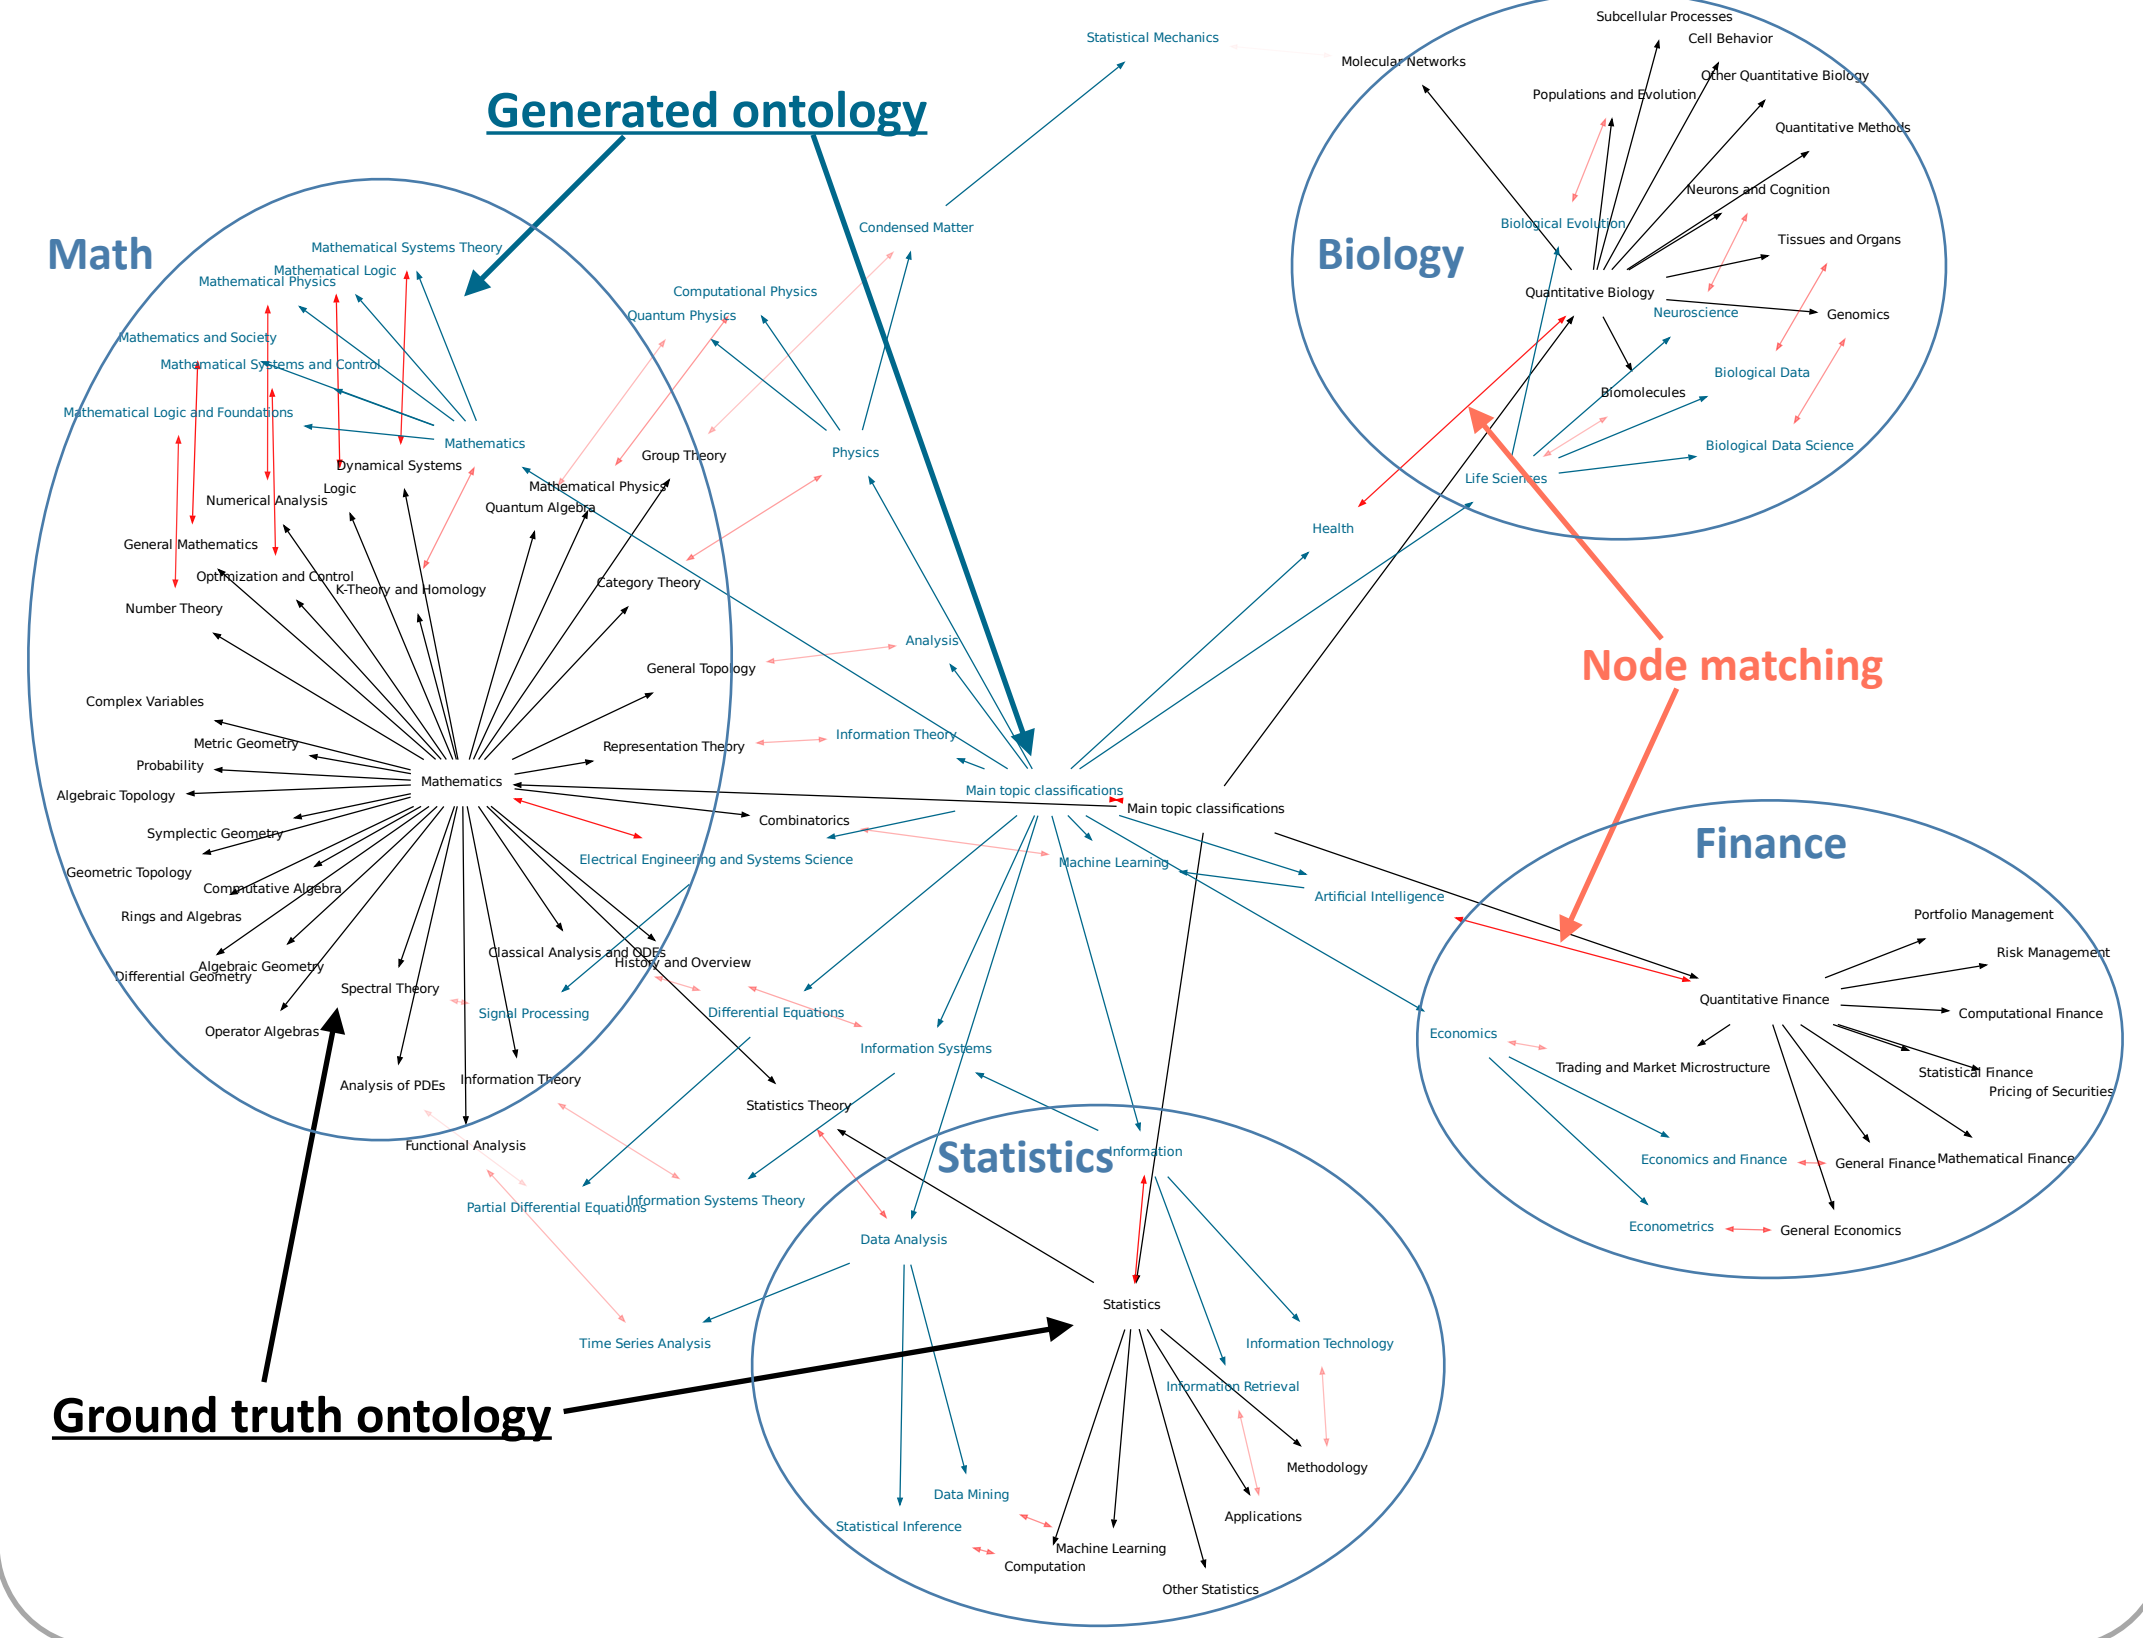 Subcellular Processes
Statistical Mechanics
Cell Behavior
Molecular Networks
Other Quantitative Biology
Populations and Evolution
Generated ontology
Quantitative Methods
Neurons and Cognition
Biological Evolution
Condensed Matter
Tissues and Organs
Math
Biology
Mathematical Systems Theory
Mathematical Logic
Mathematical Physics
Computational Physics
Quantitative Biology
Quantum Physics
Neuroscience
Genomics
Mathematics and Society
Mathematical Systems and Control
Biological Data
Biomolecules
Mathematical Logic and Foundations
Mathematics
Physics
Group Theory
Biological Data Science
Dynamical Systems
Life Sciences
Logic
Mathematical Physics
Numerical Analysis
Quantum Algebra
Health
General Mathematics
Optimization and Control
K-Theory and Homology
Category Theory
Number Theory
Analysis
General Topology
Node matching
Complex Variables
Information Theory
Metric Geometry
Representation Theory
Probability
Mathematics
Main topic classifications
Algebraic Topology
Main topic classifications
Combinatorics
Symplectic Geometry
Finance
Electrical Engineering and Systems Science
Machine Learning
Geometric Topology
Commutative Algebra
Artificial Intelligence
Rings and Algebras
Portfolio Management
Classical Analysis and ODEs
Risk Management
History and Overview
Algebraic Geometry
Differential Geometry
Spectral Theory
Quantitative Finance
Signal Processing
Differential Equations
Computational Finance
Operator Algebras
Economics
Information Systems
Trading and Market Microstructure
Statistical Finance
Analysis of PDEs
Information Theory
Pricing of Securities
Statistics Theory
Functional Analysis
Statistics
Information
Economics and Finance
General Finance
Mathematical Finance
Information Systems Theory
Partial Differential Equations
Econometrics
General Economics
Data Analysis
Statistics
Time Series Analysis
Information Technology
Information Retrieval
Ground truth ontology
Methodology
Data Mining
Applications
Statistical Inference
Machine Learning
Computation
Other Statistics